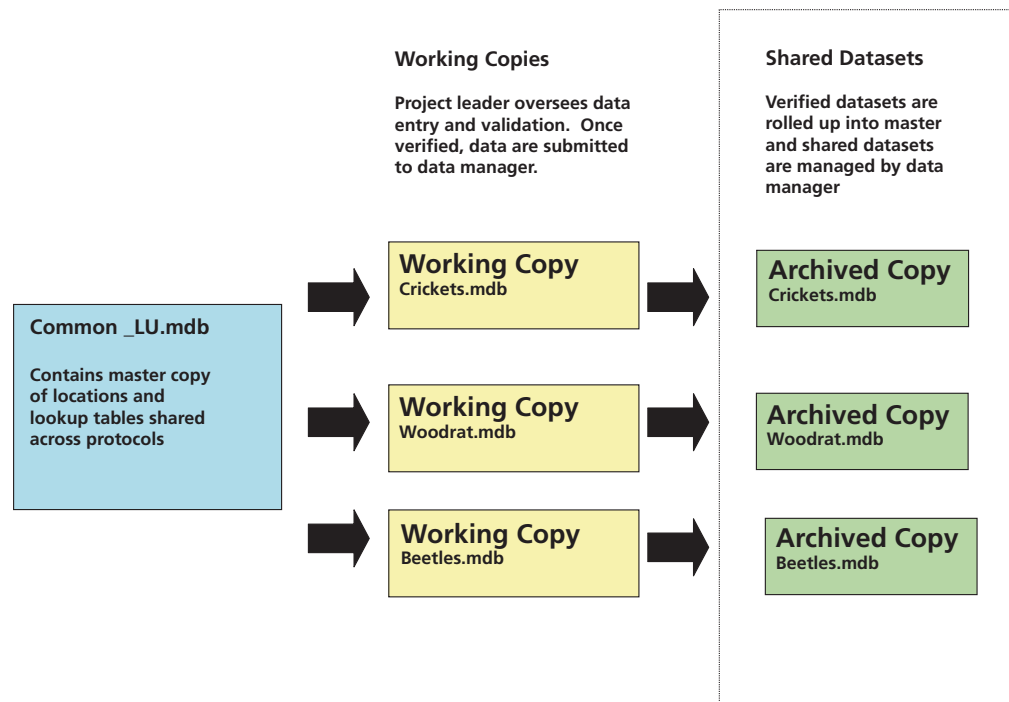 Working Copies
Project leader oversees data
entry and validation.  Once
verified, data are submitted
to data manager.
Shared Datasets
Verified datasets are
rolled up into master
and shared datasets
are managed by data
manager
Common _LU.mdb
Contains master copy
of locations and
lookup tables shared
across protocols
Working Copy
Crickets.mdb
Archived Copy
Crickets.mdb
Working Copy
Woodrat.mdb
Archived Copy
Woodrat.mdb
Working Copy
Beetles.mdb
Archived Copy
Beetles.mdb